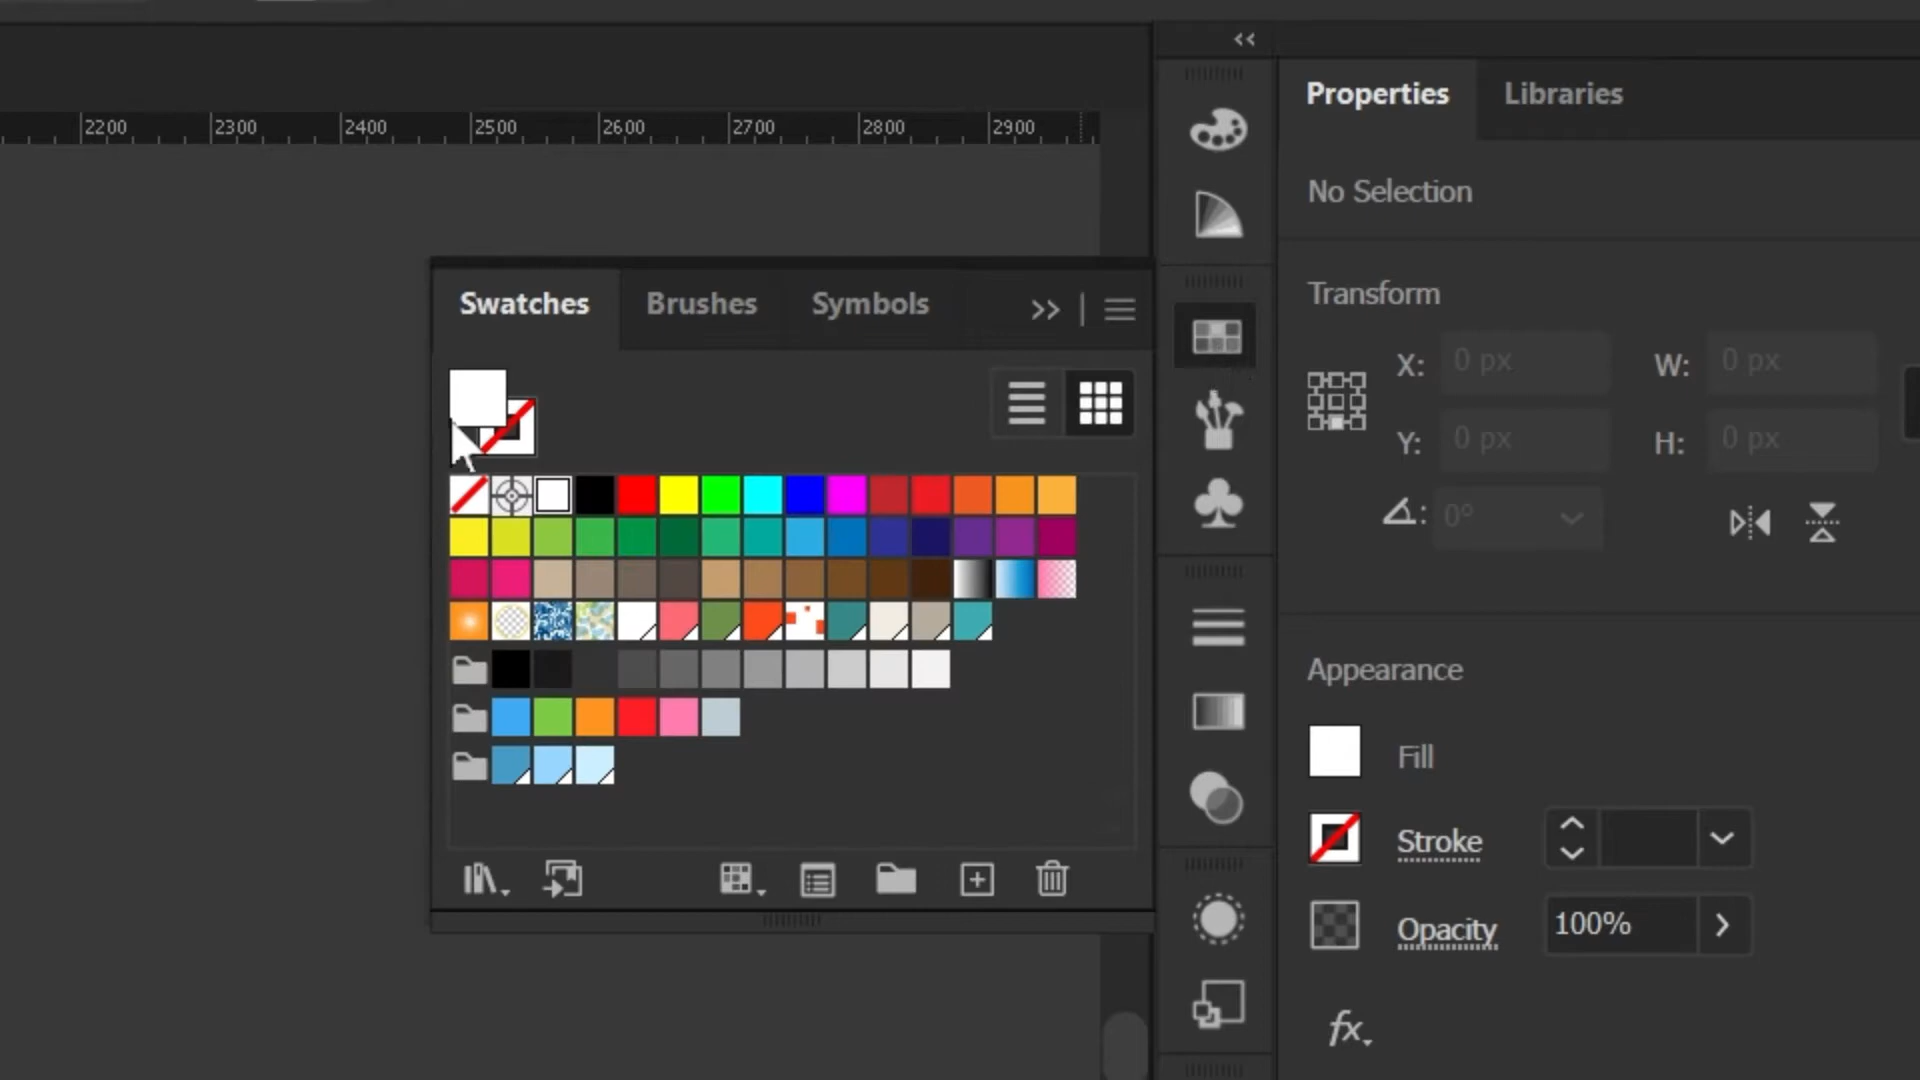 2200 2300 2400 2500 2600 2700 2800 2900
Properties Libraries
No Selection
Transform
X: 0 px W: 0 px
Y: 0 px H: 0 px
0°
Swatches Brushes Symbols
Appearance
Fill
Stroke
Opacity 100%
fx